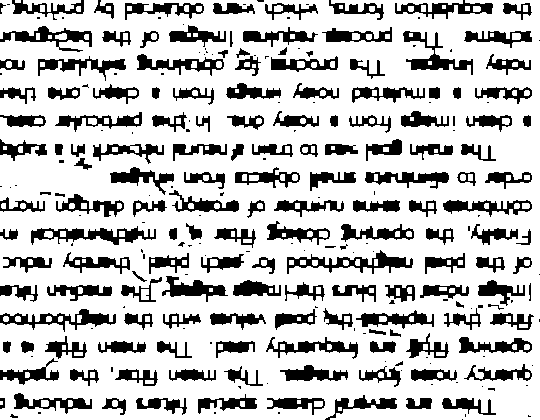 There are several classic spatial filters for reducing
quency noise from images. The mean filter, the median
opening filter are frequently used. The mean filter is a
filter that replaces the pixel values with the neighborhood
image noise but blurs the image edges. The median filter
of the pixel neighborhood for each pixel, thereby reduc
Finally, the opening closing filter is a mathematical m
combines the same number of erosion and dilation morp
order to eliminate small objects from images.
The main goal was to train a neural network in a super
a clean image from a noisy one. In this particular case,
obtain a simulated noisy image from a clean one than
noisy images. The process for obtaining simulated no
scheme. This process requires images of the background
the acquisition forms, which were obtained by printing